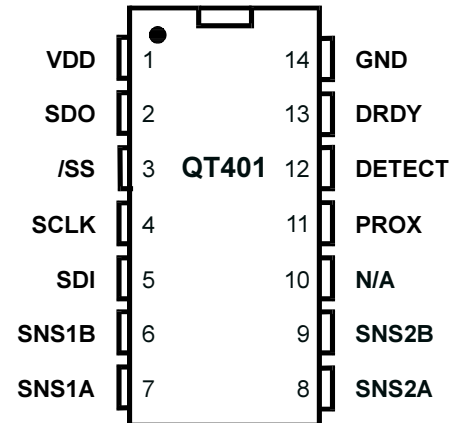 VDD 1 14 GND
SDO 2 13 DRDY
/SS 3 QT401 12 DETECT
SCLK 4 11 PROX
SDI 5 10 N/A
SNS1B 6 9 SNS2B
SNS1A 7 8 SNS2A